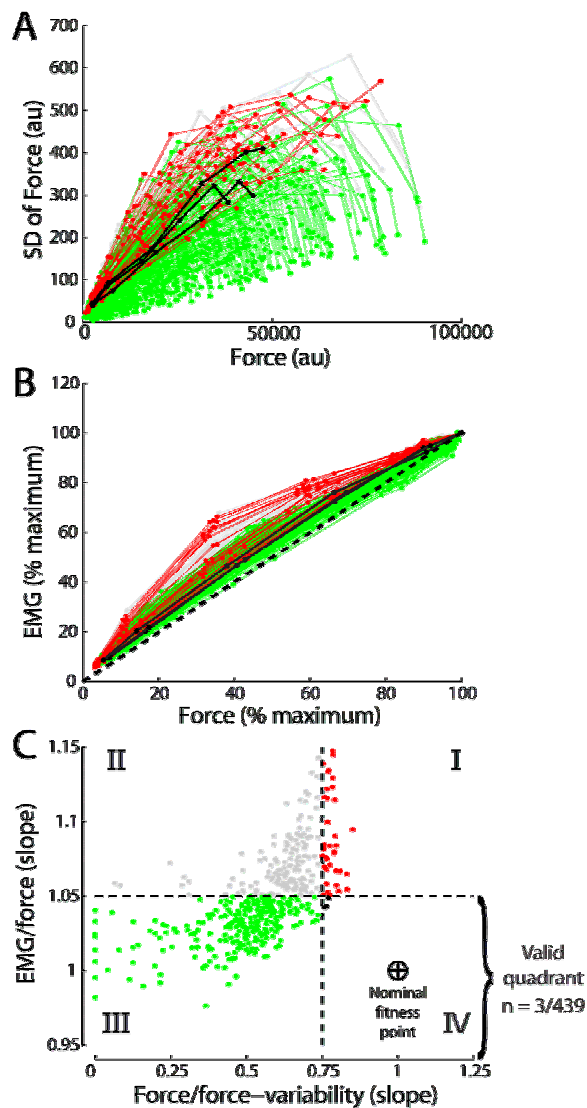 A
700
600
500
400
300
200
100
0
SD of Force (au)
0
50000
100000
Force (au)
B
120
100
80
60
40
20
0
EMG (% maximum)
0
20
40
60
80
100
Force (% maximum)
C
II
I
1.15
1.1
1.05
1
0.95
EMG/force (slope)
III
IV
Nominal
fitness
point
Valid
quadrant
n = 3/439
0
0.25
0.5
0.75
1
1.25
Force/force–variability (slope)